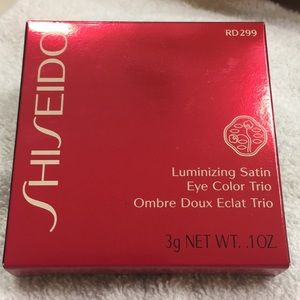 SHISEIDO
RD299
Luminizing Satin
Eye Color Trio
Ombre Doux Eclat Trio
3g NET WT. .1OZ.